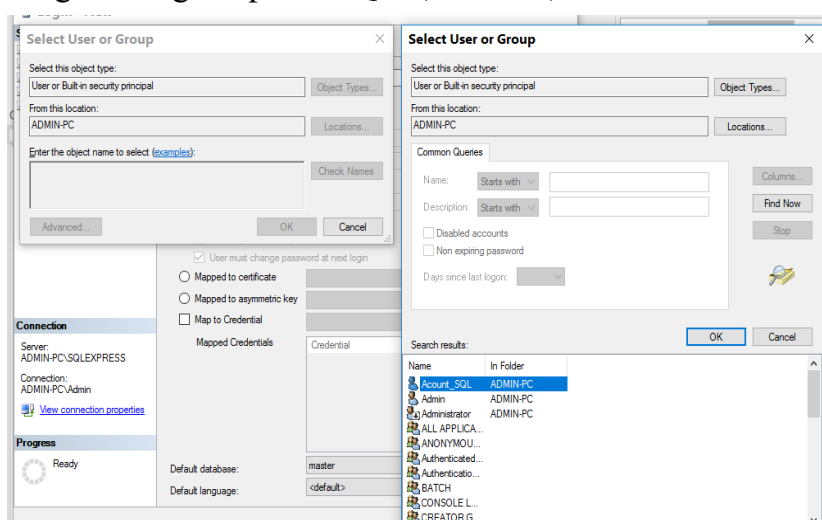 Select User or Group
Select this object type:
User or Built-in security principal
Object Types...
From this location:
ADMIN-PC
Locations...
Enter the object name to select (examples):
Check Names
Advanced...
OK
Cancel
User must change password at next login
Mapped to certificate
Mapped to asymmetric key
Map to Credential
Mapped Credentials
Credential
Connection
Server:
ADMIN-PC\SQLEXPRESS
Connection:
ADMIN-PC\Admin
View connection properties
Progress
Ready
Default database:
master
Default language:
<default>
Select User or Group
Select this object type:
User or Built-in security principal
Object Types...
From this location:
ADMIN-PC
Locations...
Common Queries
Name:
Starts with
Columns...
Description:
Starts with
Find Now
Disabled accounts
Stop
Non expiring password
Days since last logon:
OK
Cancel
Search results:
Name In Folder
Acount_SQL ADMIN-PC
Admin ADMIN-PC
Administrator ADMIN-PC
ALL APPLICA...
ANONYMOU...
Authenticated...
Authenticatio...
BATCH
CONSOLE L...
CREATOR G...